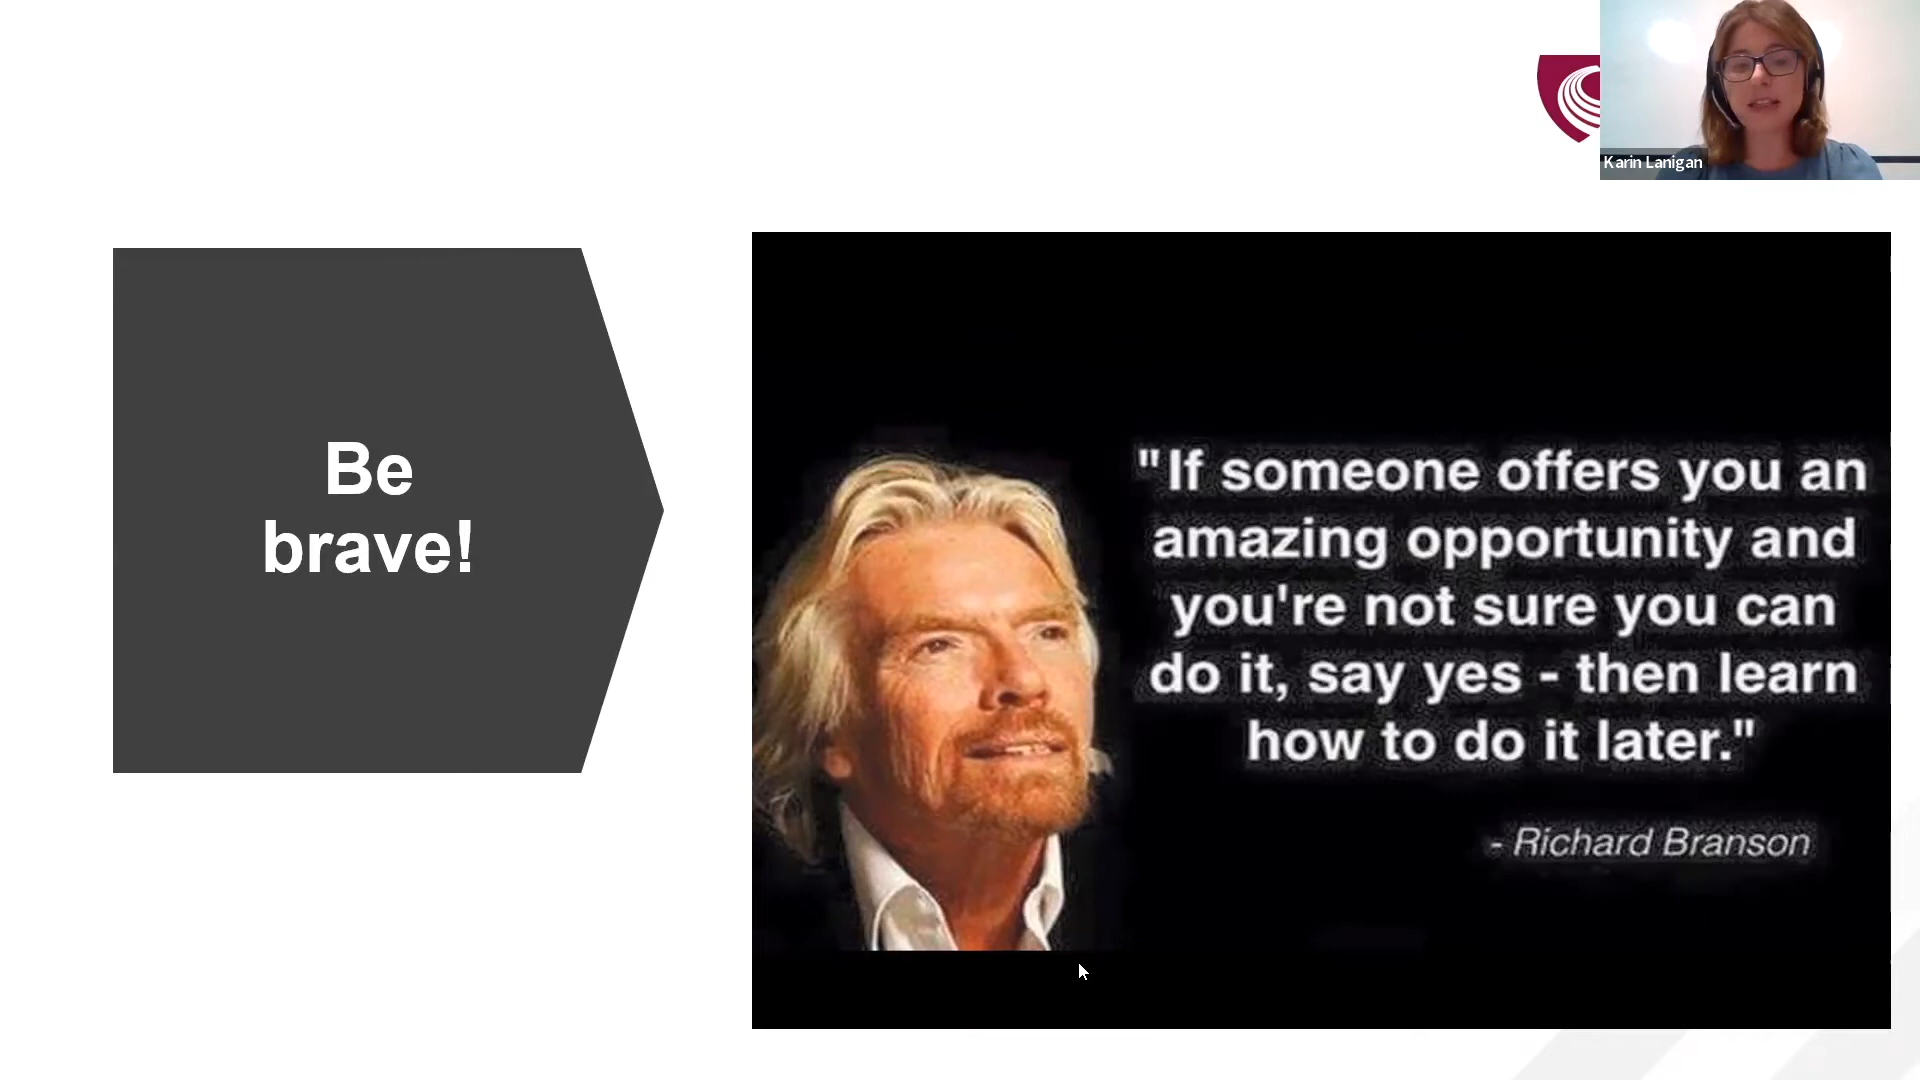 Karin Lanigan
Be
brave!
"If someone offers you an
amazing opportunity and
you're not sure you can
do it, say yes - then learn
how to do it later."
- Richard Branson